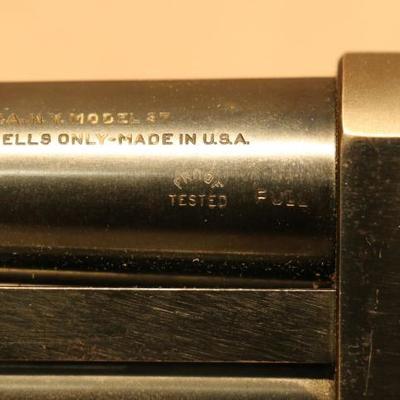 .A. N.Y. MODEL 37
ELLS ONLY-MADE IN U.S.A.
PROOF
TESTED FULL